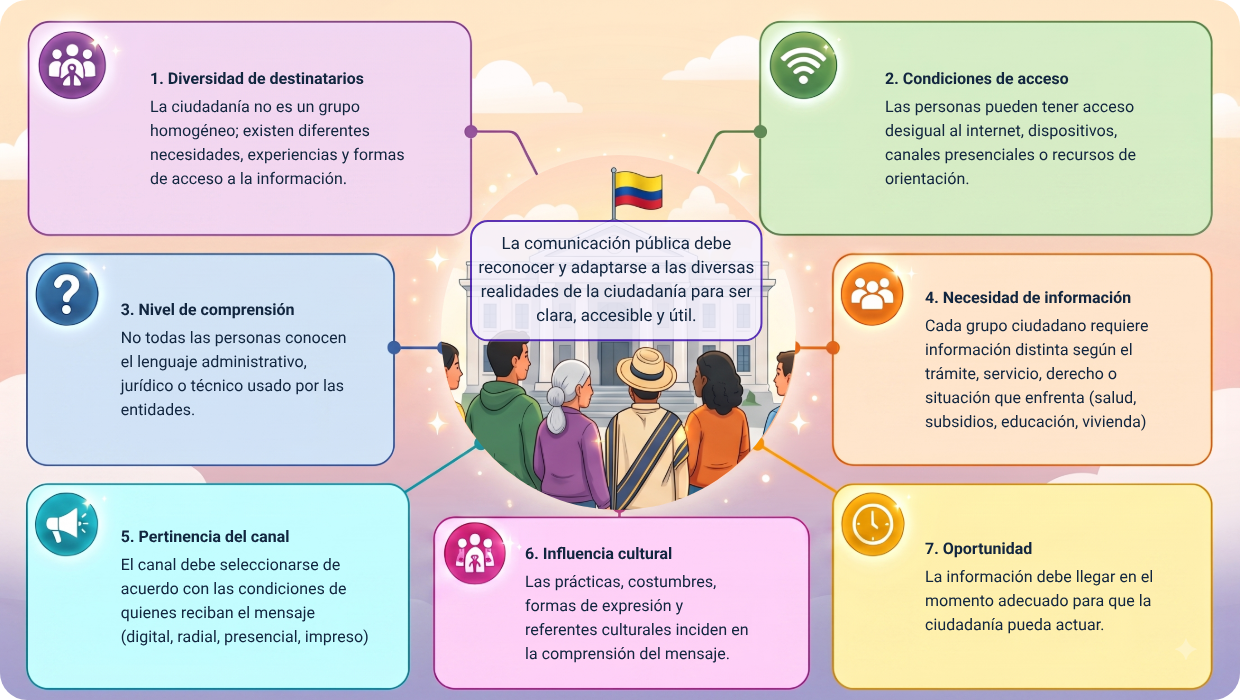 1. Diversidad de destinatarios
La ciudadanía no es un grupo
homogéneo; existen diferentes
necesidades, experiencias y formas
de acceso a la información.
2. Condiciones de acceso
Las personas pueden tener acceso
desigual al internet, dispositivos,
canales presenciales o recursos de
orientación.
La comunicación pública debe
reconocer y adaptarse a las diversas
realidades de la ciudadanía para ser
clara, accesible y útil.
3. Nivel de comprensión
No todas las personas conocen
el lenguaje administrativo,
jurídico o técnico usado por las
entidades.
4. Necesidad de información
Cada grupo ciudadano requiere
información distinta según el
trámite, servicio, derecho o
situación que enfrenta (salud,
subsidios, educación, vivienda)
5. Pertinencia del canal
El canal debe seleccionarse de
acuerdo con las condiciones de
quienes reciban el mensaje
(digital, radial, presencial, impreso)
6. Influencia cultural
Las prácticas, costumbres,
formas de expresión y
referentes culturales inciden en
la comprensión del mensaje.
7. Oportunidad
La información debe llegar en el
momento adecuado para que la
ciudadanía pueda actuar.